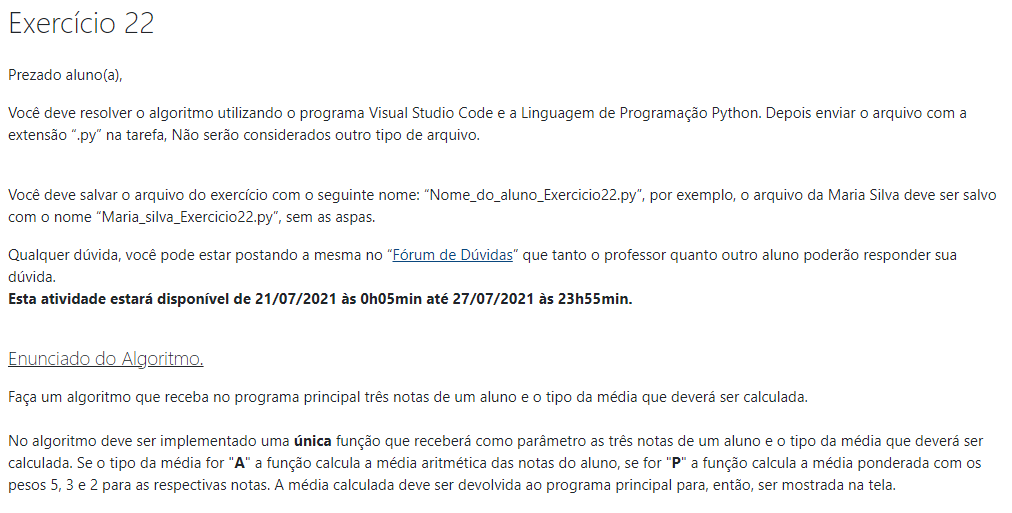 Exercício 22
Prezado aluno(a),
Você deve resolver o algoritmo utilizando o programa Visual Studio Code e a Linguagem de Programação Python. Depois enviar o arquivo com a
extensão “.py” na tarefa, Não serão considerados outro tipo de arquivo.
Você deve salvar o arquivo do exercício com o seguinte nome: “Nome_do_aluno_Exercicio22.py”, por exemplo, o arquivo da Maria Silva deve ser salvo
com o nome “Maria_silva_Exercicio22.py”, sem as aspas.
Qualquer dúvida, você pode estar postando a mesma no “Fórum de Dúvidas” que tanto o professor quanto outro aluno poderão responder sua
dúvida.
Esta atividade estará disponível de 21/07/2021 às 0h05min até 27/07/2021 às 23h55min.
Enunciado do Algoritmo.
Faça um algoritmo que receba no programa principal três notas de um aluno e o tipo da média que deverá ser calculada.
No algoritmo deve ser implementado uma única função que receberá como parâmetro as três notas de um aluno e o tipo da média que deverá ser
calculada. Se o tipo da média for "A" a função calcula a média aritmética das notas do aluno, se for "P" a função calcula a média ponderada com os
pesos 5, 3 e 2 para as respectivas notas. A média calculada deve ser devolvida ao programa principal para, então, ser mostrada na tela.